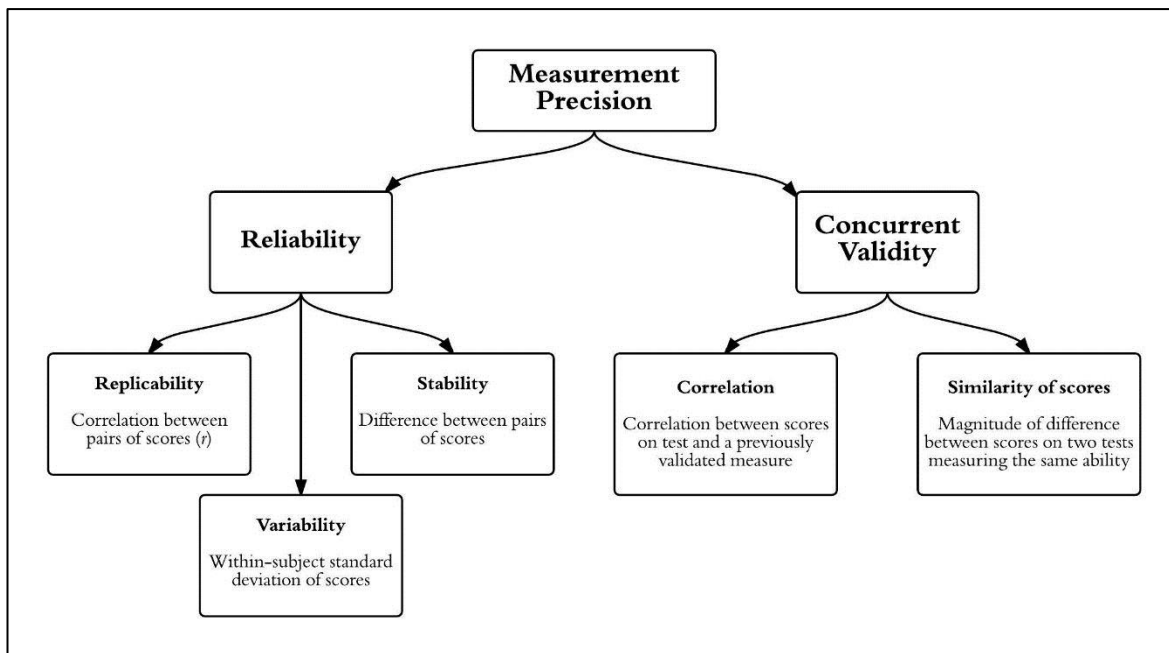 Measurement
Precision
Reliability
Concurrent
Validity
Replicability
Correlation between
pairs of scores (r)
Stability
Difference between pairs
of scores
Correlation
Correlation between scores
on test and a previously
validated measure
Similarity of scores
Magnitude of difference
between scores on two tests
measuring the same ability
Variability
Within-subject standard
deviation of scores